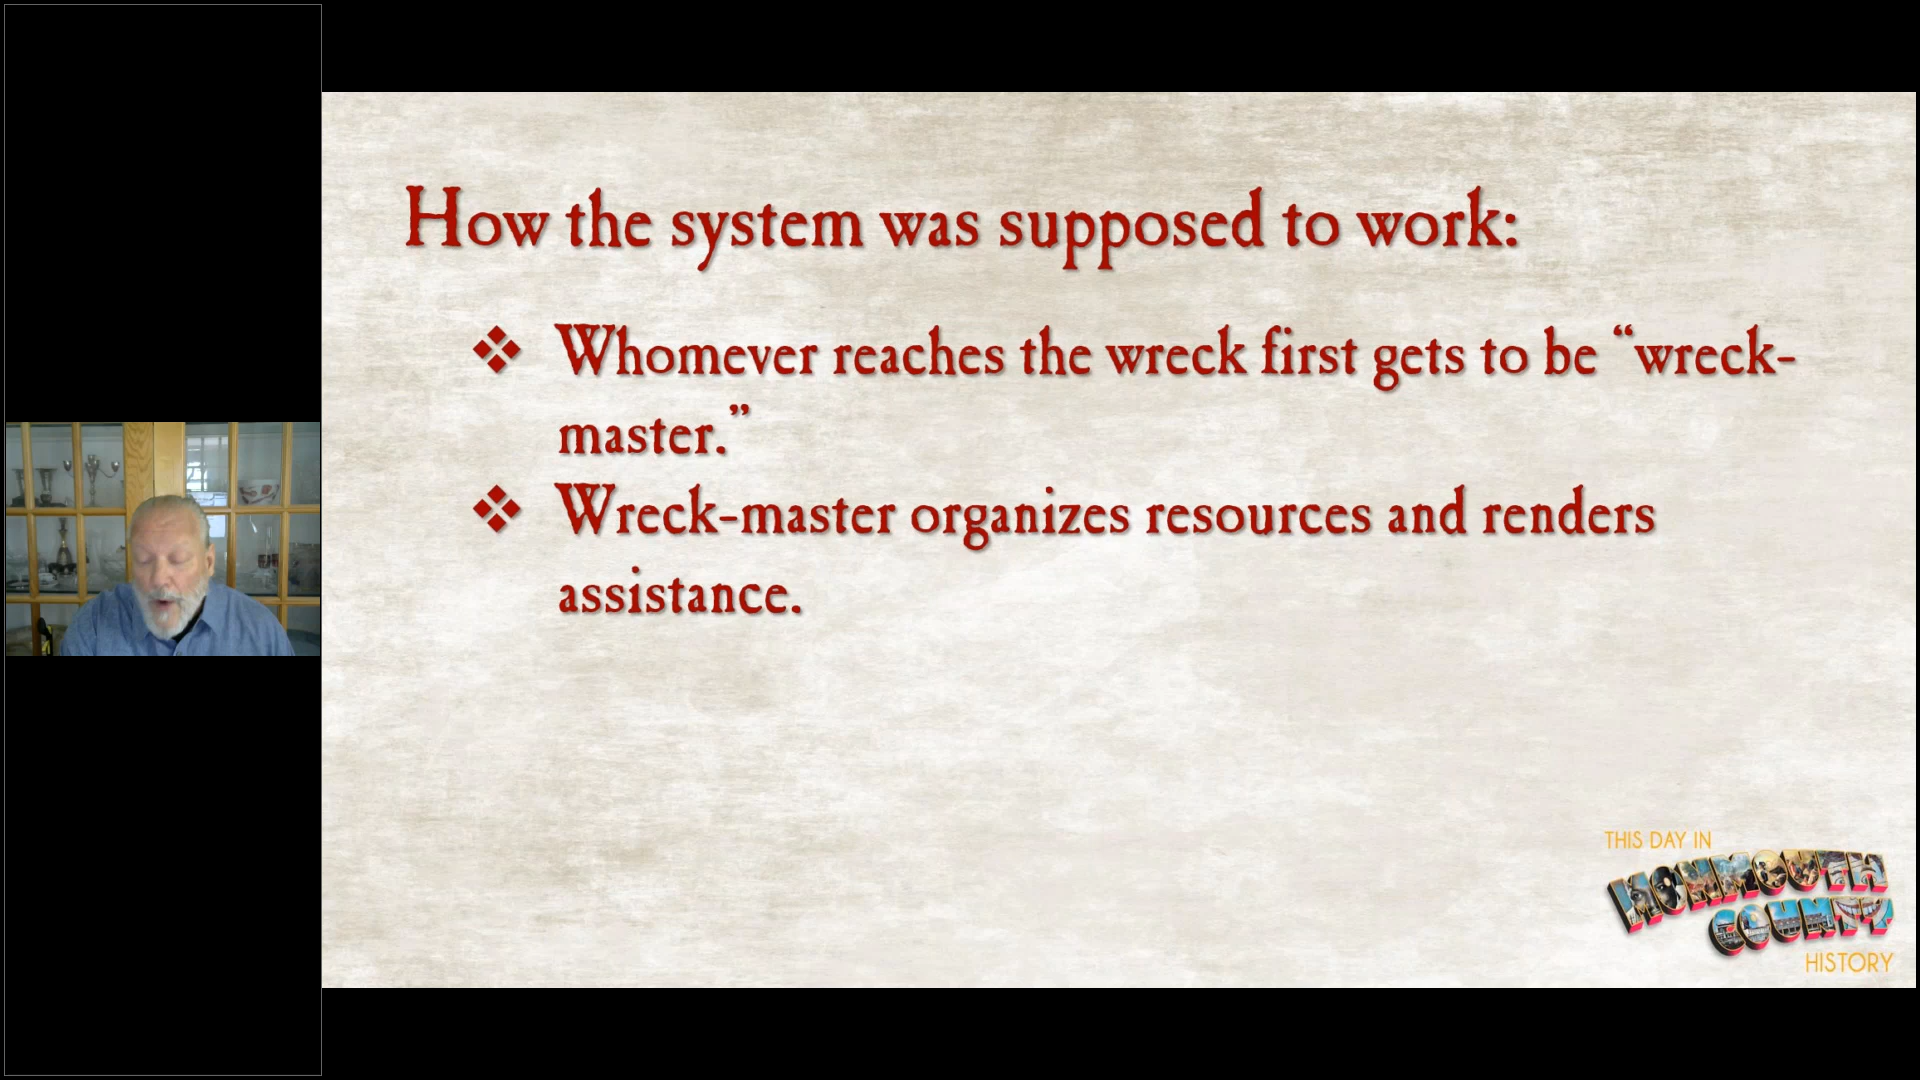 How the system was supposed to work:
❖ Whomever reaches the wreck first gets to be “wreck-
master.”
❖ Wreck-master organizes resources and renders
assistance.
THIS DAY IN
MONMOUTH
COUNTY
HISTORY